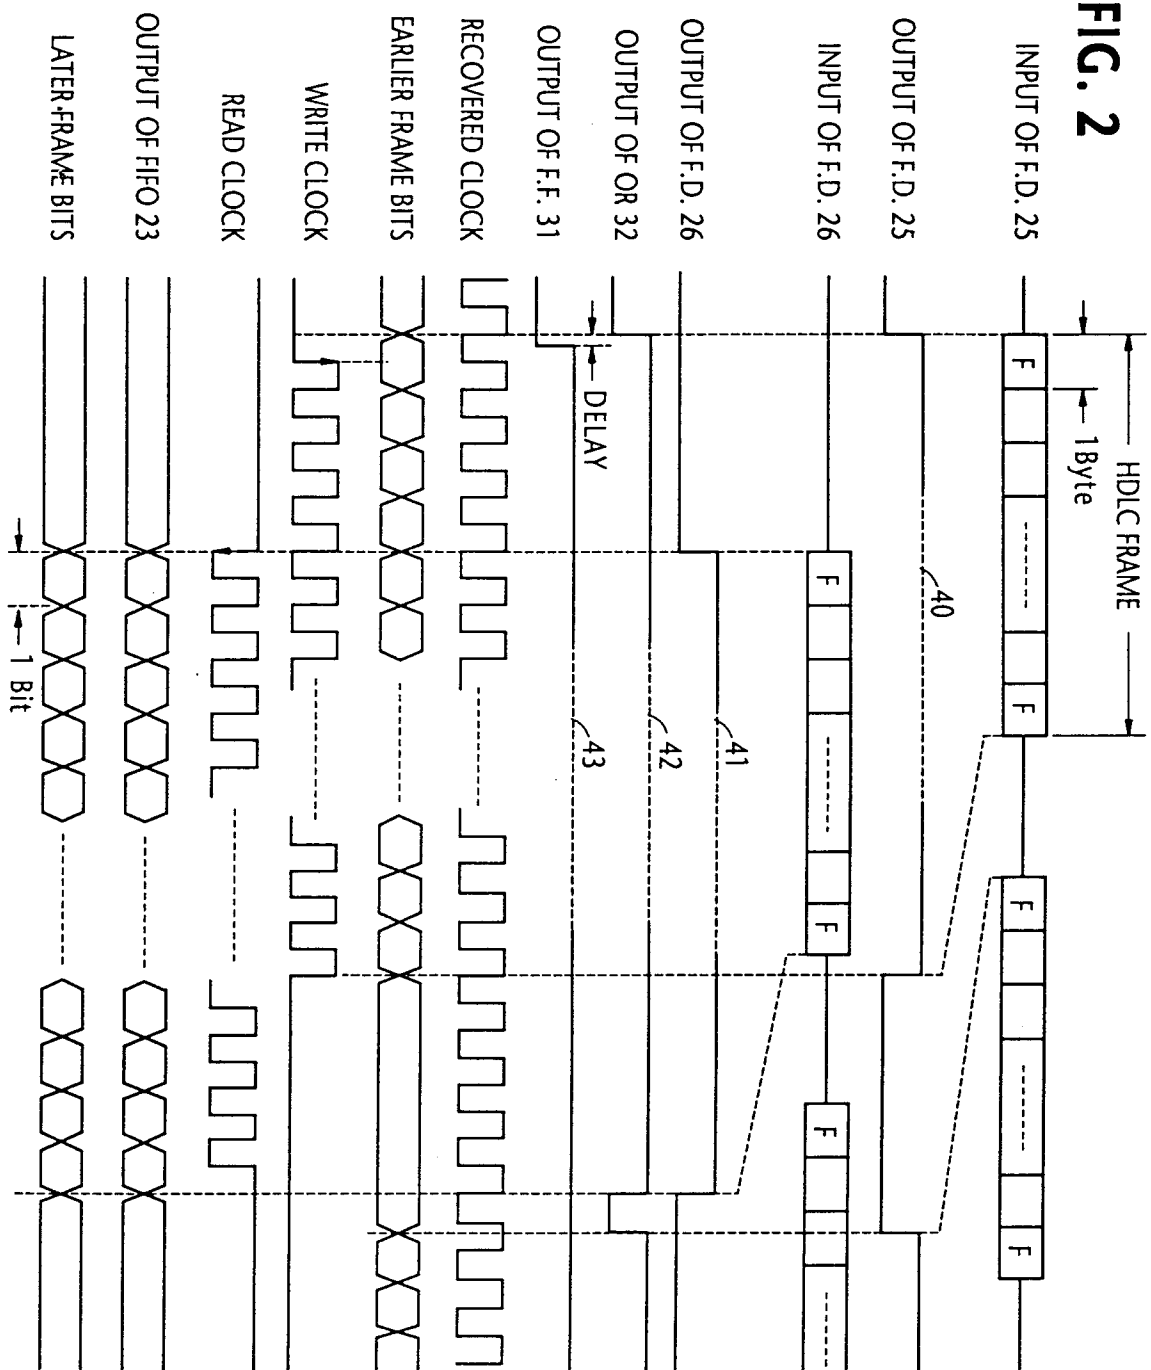 FIG. 2
HDLC FRAME
1 Byte
INPUT OF F.D. 25
F
F
F
F
OUTPUT OF F.D. 25
40
INPUT OF F.D. 26
F
F
F
OUTPUT OF F.D. 26
41
OUTPUT OF OR 32
42
DELAY
OUTPUT OF F.F. 31
43
RECOVERED CLOCK
EARLIER FRAME BITS
WRITE CLOCK
READ CLOCK
OUTPUT OF FIFO 23
LATER-FRAME BITS
1 Bit